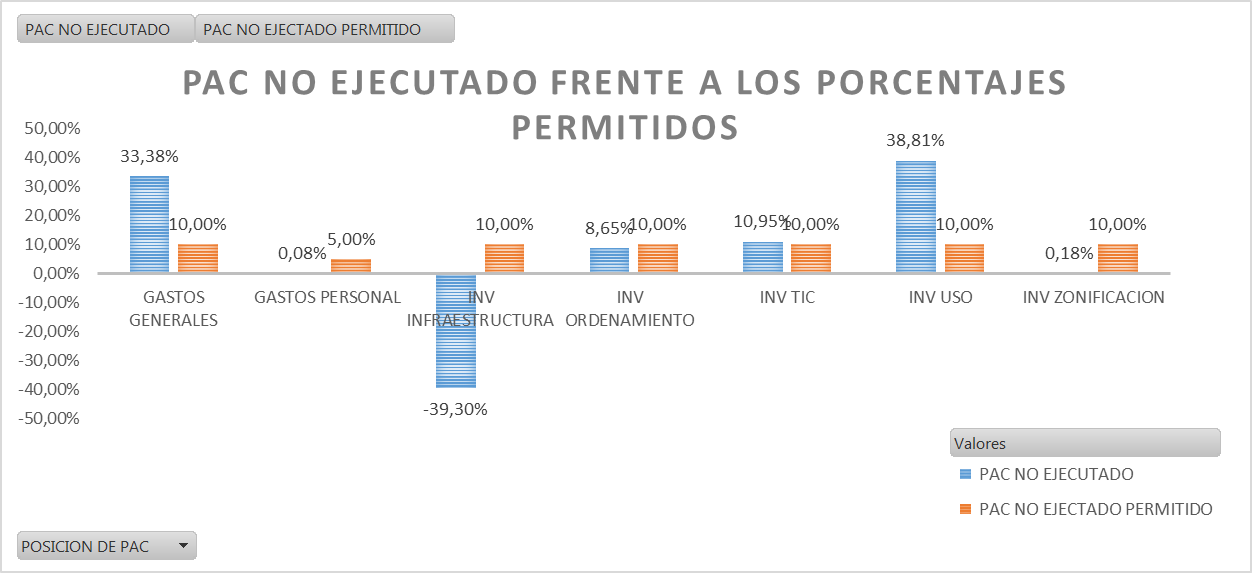 PAC NO EJECUTADO
PAC NO EJECTADO PERMITIDO
PAC NO EJECUTADO FRENTE A LOS PORCENTAJES
PERMITIDOS
50,00%
40,00%
30,00%
20,00%
10,00%
0,00%
-10,00%
-20,00%
-30,00%
-40,00%
-50,00%
33,38%
10,00%
0,08%
5,00%
-39,30%
10,00%
8,65%
10,00%
10,95%
10,00%
38,81%
10,00%
0,18%
10,00%
GASTOS
GENERALES
GASTOS PERSONAL
INV
INFRAESTRUCTURA
INV
ORDENAMIENTO
INV TIC
INV USO
INV ZONIFICACION
Valores
PAC NO EJECUTADO
PAC NO EJECTADO PERMITIDO
POSICION DE PAC